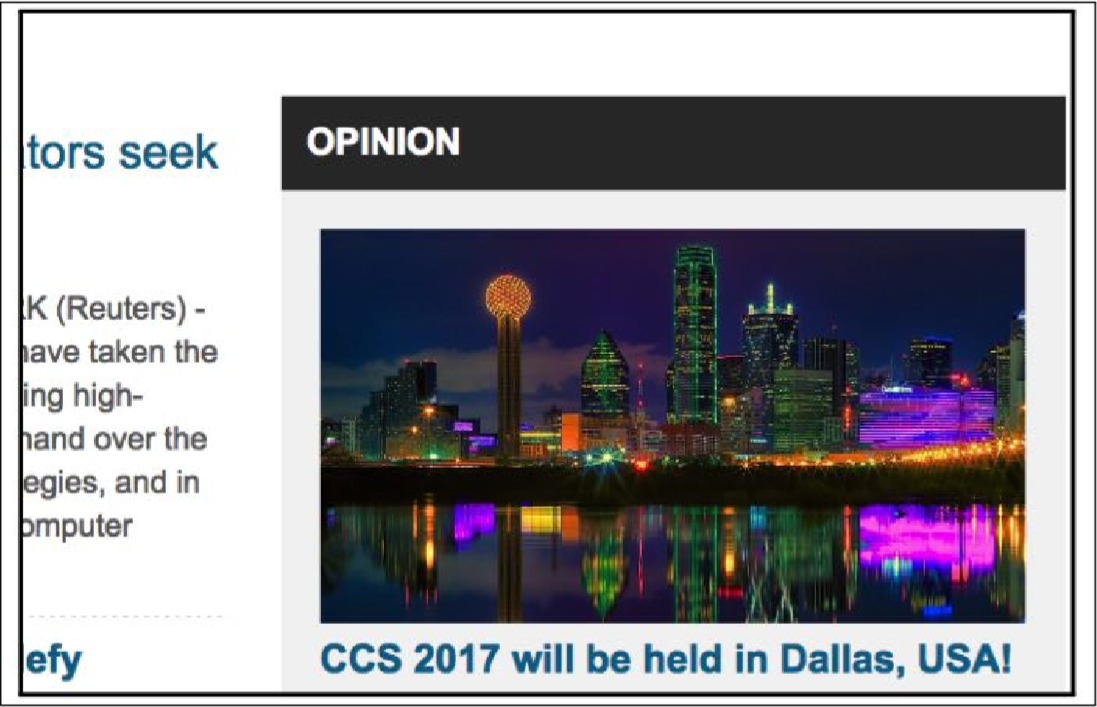 tors seek
K (Reuters) -
have taken the
ing high-
hand over the
egies, and in
omputer
efy
OPINION
CCS 2017 will be held in Dallas, USA!